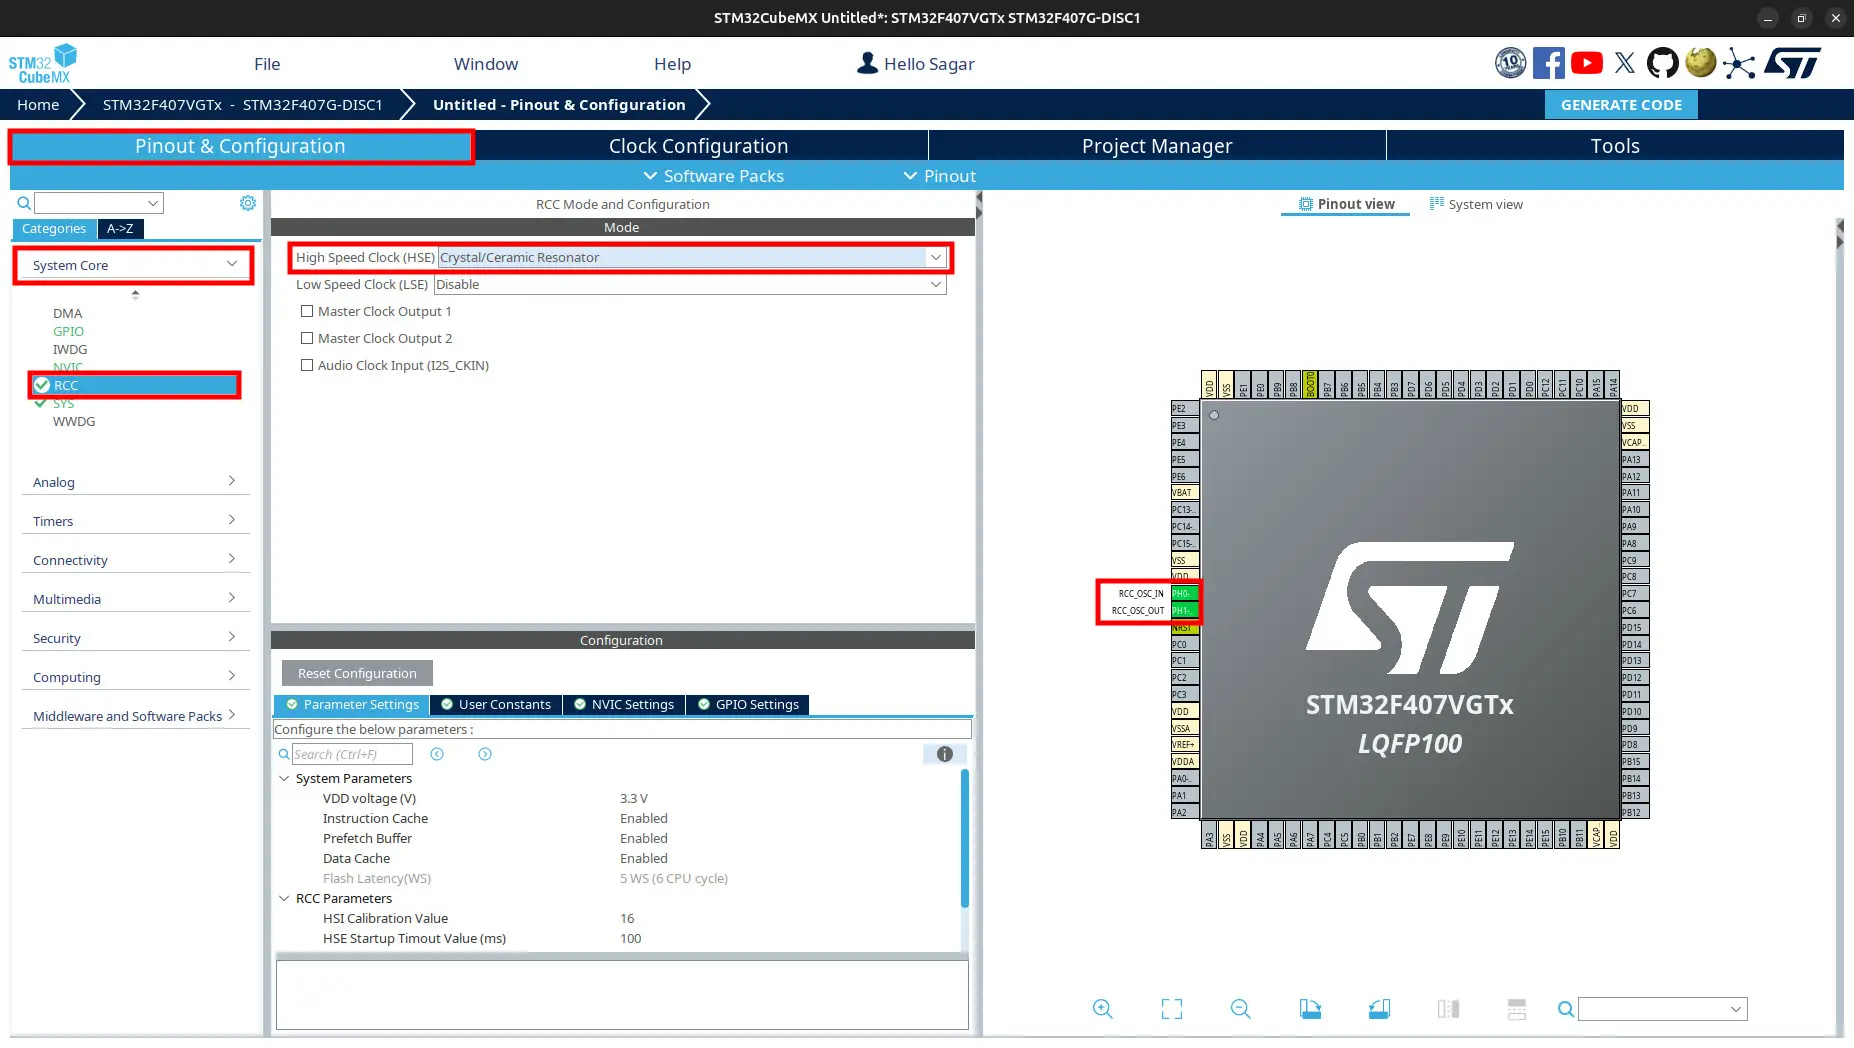 STM32CubeMX Untitled*: STM32F407VGTx STM32F407G-DISC1
STM32
CubeMX
File
Window
Help
Hello Sagar
10
Home
STM32F407VGTx - STM32F407G-DISC1
Untitled - Pinout & Configuration
GENERATE CODE
Pinout & Configuration
Clock Configuration
Project Manager
Tools
Software Packs
Pinout
Categories
A->Z
System Core
DMA
GPIO
IWDG
NVIC
RCC
SYS
WWDG
Analog
Timers
Connectivity
Multimedia
Security
Computing
Middleware and Software Packs
RCC Mode and Configuration
Mode
High Speed Clock (HSE) Crystal/Ceramic Resonator
Low Speed Clock (LSE) Disable
Master Clock Output 1
Master Clock Output 2
Audio Clock Input (I2S_CKIN)
Configuration
Reset Configuration
Parameter Settings
User Constants
NVIC Settings
GPIO Settings
Configure the below parameters :
Search (Ctrl+F)
System Parameters
VDD voltage (V) 3.3 V
Instruction Cache Enabled
Prefetch Buffer Enabled
Data Cache Enabled
Flash Latency(WS) 5 WS (6 CPU cycle)
RCC Parameters
HSI Calibration Value 16
HSE Startup Timout Value (ms) 100
Pinout view
System view
VDD VSS PE1 PE0 PB9 PB8 BOOT0 PB7 PB6 PB5 PB4 PB3 PD7 PD6 PD5 PD4 PD3 PD2 PD1 PD0 PC12 PC11 PC10 PA15 PA14
PE2
PE3
PE4
PE5
PE6
VBAT
PC13-..
PC14-..
PC15-..
VSS
VDD
RCC_OSC_IN PH0-
RCC_OSC_OUT PH1-..
NRST
PC0
PC1
PC2
PC3
VDD
VSSA
VREF+
VDDA
PA0-..
PA1
PA2
ST
STM32F407VGTx
LQFP100
VDD
VSS
VCAP..
PA13
PA12
PA11
PA10
PA9
PA8
PC9
PC8
PC7
PC6
PD15
PD14
PD13
PD12
PD11
PD10
PD9
PD8
PB15
PB14
PB13
PB12
PA3 VSS VDD PA4 PA5 PA6 PA7 PC4 PC5 PB0 PB1 PB2 PE7 PE8 PE9 PE10 PE11 PE12 PE13 PE14 PE15 PB10 PB11 VCAP.. VDD